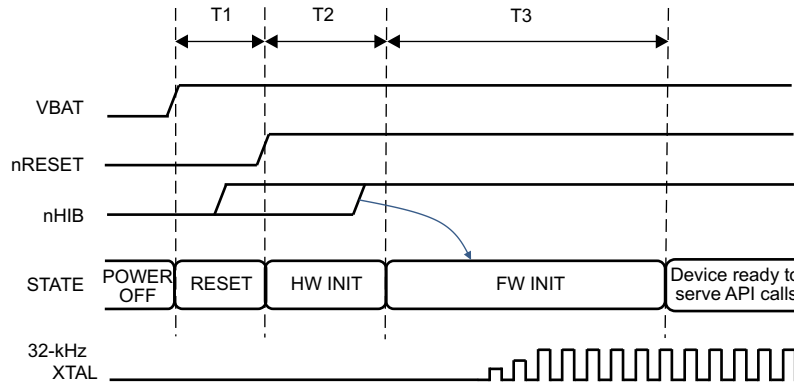 T1 T2 T3
VBAT
nRESET
nHIB
STATE
POWER
OFF
RESET
HW INIT
FW INIT
Device ready to
serve API calls
32-kHz
XTAL